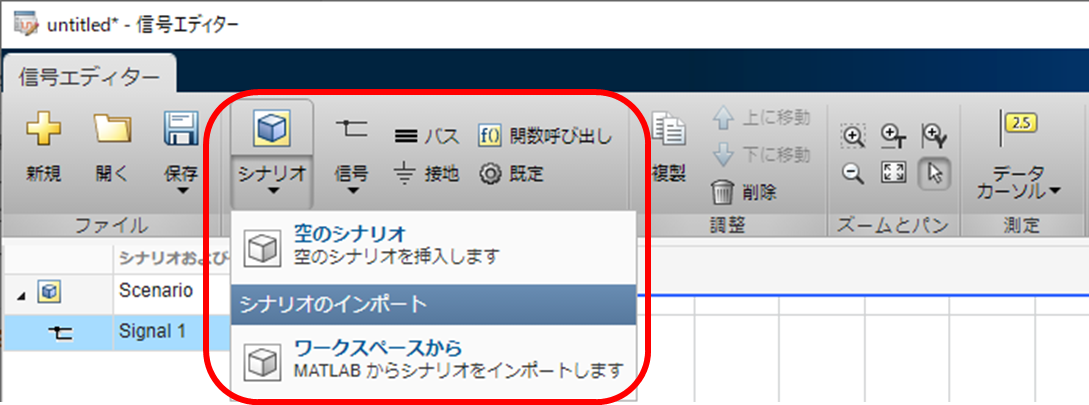 untitled* - 信号エディター
信号エディター
新規
開く
保存
シナリオ
信号
バス
接地
関数呼び出し
既定
複製
上に移動
下に移動
削除
2.5
データ
カーソル
ファイル
調整
ズームとパン
測定
空のシナリオ
空のシナリオを挿入します
シナリオのインポート
ワークスペースから
MATLAB からシナリオをインポートします
シナリオおよび
Scenario
Signal 1